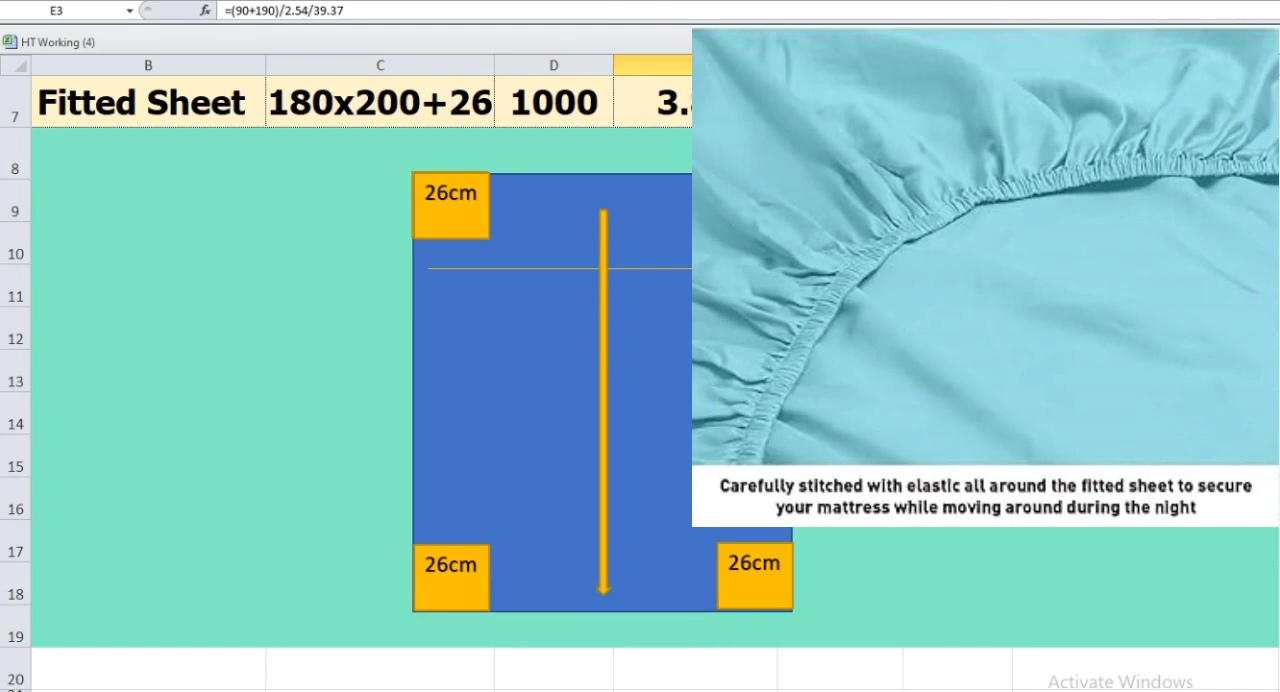 E3 fx =(90+190)/2.54/39.37
HT Working (4)
B C D
7 Fitted Sheet 180x200+26 1000 3.
8
26cm
9
10
11
12
13
14
15
Carefully stitched with elastic all around the fitted sheet to secure
your mattress while moving around during the night
16
17
26cm 26cm
18
19
20
Activate Windows